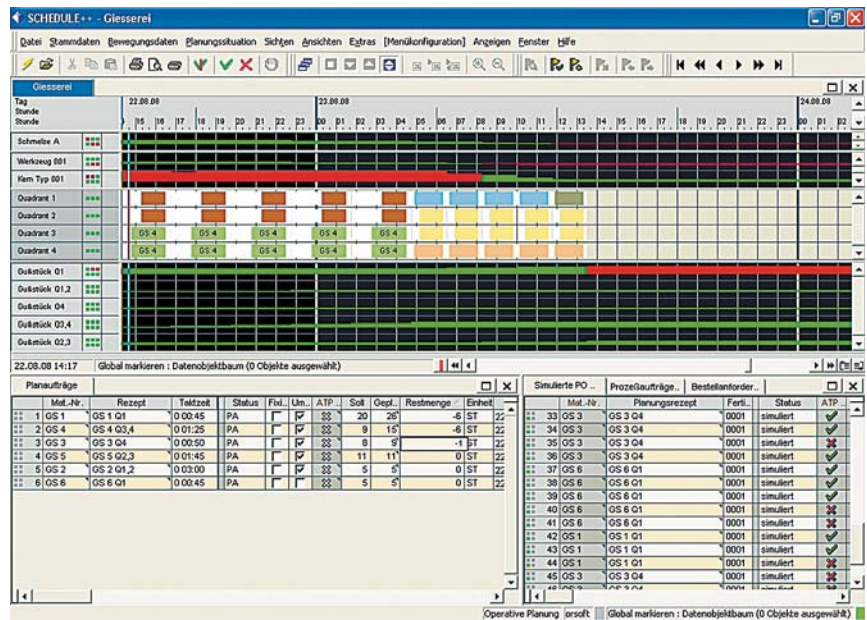 SCHEDULE++ - Giesserei
Datei Stammdaten Bewegungsdaten Planungssituation Sichten Ansichten Extras [Menükonfiguration] Anzeigen Fenster Hilfe
Giesserei
Tag 22.08.08 23.08.08 24.08.08
Stunde
Stunde 15 16 17 18 19 20 21 22 23 00 01 02 03 04 05 06 07 08 09 10 11 12 13 14 15 16 17 18 19 20 21 22 23 00 01 02
Schmelze A
Werkzeug 001
Kern Typ 001
Quadrant 1
Quadrant 2
Quadrant 3 GS 4 GS 4 GS 4 GS 4 GS 4
Quadrant 4 GS 4 GS 4 GS 4 GS 4 GS 4
Gußstück Q1
Gußstück Q1,2
Gußstück Q4
Gußstück Q3,4
Gußstück Q2,3
22.08.08 14:17 Global markieren : Datenobjektbaum (0 Objekte ausgewählt)
Planaufträge
Mat.-Nr. Rezept Taktzeit Status Fixi.. Um.. ATP .. Soll Gepl.. Restmenge Einheit
1 GS 1 GS 1 Q1 0 00:45 PA 20 26 -6 ST 22
2 GS 4 GS 4 Q3,4 0 01:25 PA 9 15 -6 ST 22
3 GS 3 GS 3 Q4 0 00:50 PA 8 9 -1 ST 22
4 GS 5 GS 5 Q2,3 0 01:45 PA 11 11 0 ST 22
5 GS 2 GS 2 Q1,2 0 03:00 PA 5 5 0 ST 22
6 GS 6 GS 6 Q1 0 00:45 PA 5 5 0 ST 22
Simulierte PO .. Prozeßaufträge.. Bestellanforder..
Mat.-Nr. Planungsrezept Ferti.. Status ATP ..
33 GS 3 GS 3 Q4 0001 simuliert
34 GS 3 GS 3 Q4 0001 simuliert
35 GS 3 GS 3 Q4 0001 simuliert
36 GS 3 GS 3 Q4 0001 simuliert
37 GS 6 GS 6 Q1 0001 simuliert
38 GS 6 GS 6 Q1 0001 simuliert
39 GS 6 GS 6 Q1 0001 simuliert
40 GS 6 GS 6 Q1 0001 simuliert
41 GS 6 GS 6 Q1 0001 simuliert
42 GS 1 GS 1 Q1 0001 simuliert
43 GS 1 GS 1 Q1 0001 simuliert
44 GS 1 GS 1 Q1 0001 simuliert
45 GS 3 GS 3 Q4 0001 simuliert
Operative Planung orsoft Global markieren : Datenobjektbaum (0 Objekte ausgewählt)